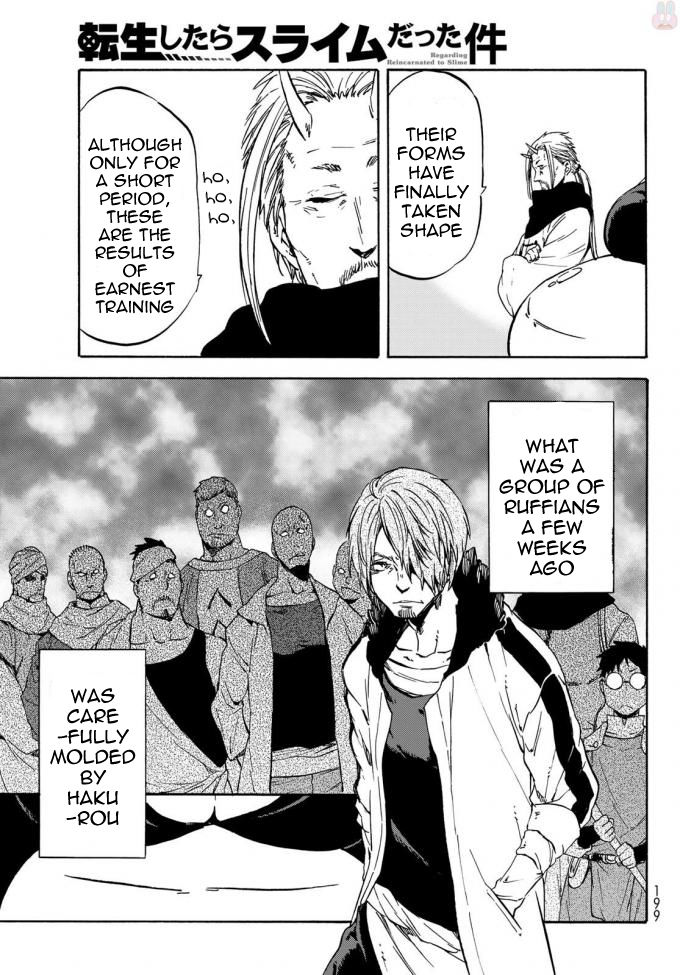 転生したらスライムだった件
Regarding
Reincarnated to Slime
THEIR
FORMS
HAVE
FINALLY
TAKEN
SHAPE
ALTHOUGH
ONLY FOR
A SHORT
PERIOD,
THESE
ARE THE
RESULTS
OF
EARNEST
TRAINING
ho,
ho,
ho,
WHAT
WAS A
GROUP OF
RUFFIANS
A FEW
WEEKS
AGO
WAS
CARE
-FULLY
MOLDED
BY
HAKU
-ROU
199